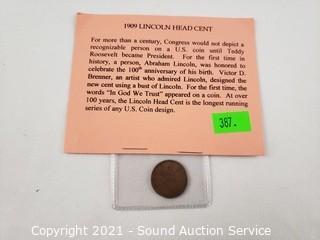 1909 LINCOLN HEAD CENT
For more than a century, Congress would not depict a
recognizable person on a U.S. coin until Teddy
Roosevelt became President. For the first time in
history, a person, Abraham Lincoln, was honored to
celebrate the 100th anniversary of his birth. Victor D.
Brenner, an artist who admired Lincoln, designed the
new cent using a bust of Lincoln. For the first time, the
words “In God We Trust” appeared on a coin. At over
100 years, the Lincoln Head Cent is the longest running
series of any U.S. Coin design.
387.
Copyright 2021 - Sound Auction Service